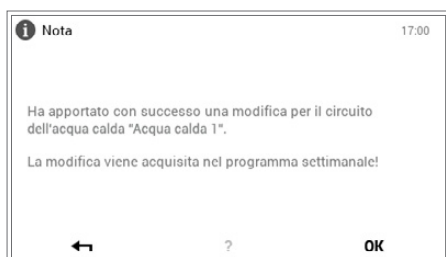 Nota
17:00
Ha apportato con successo una modifica per il circuito
dell'acqua calda "Acqua calda 1".
La modifica viene acquisita nel programma settimanale!
?
OK